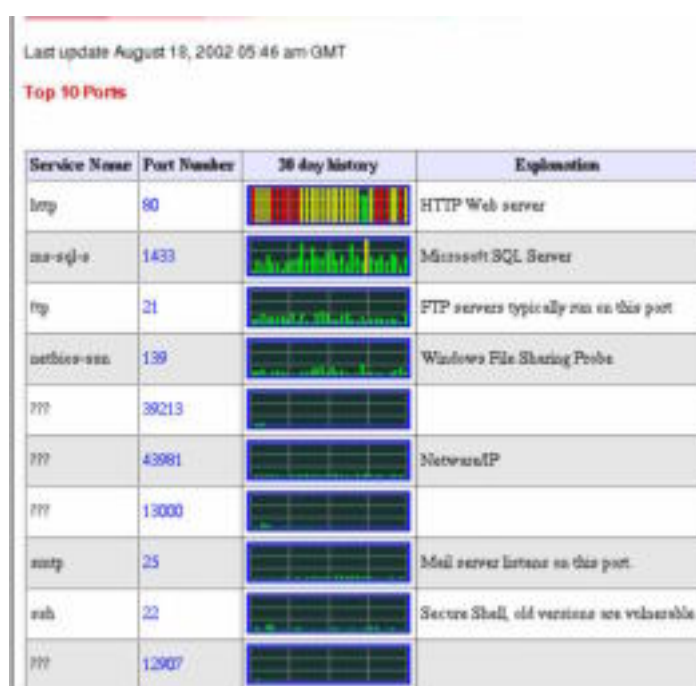 Last update August 18, 2002 05:46 am GMT
Top 10 Ports
Service Name Port Number 30 day history Explanation
http 80 HTTP Web server
ms-sql-s 1433 Microsoft SQL Server
ftp 21 FTP servers typically run on this port
netbios-ssn 139 Windows File Sharing Probe
??? 39213
??? 43981 Netware/IP
??? 13000
smtp 25 Mail server listens on this port.
ssh 22 Secure Shell, old versions are vulnerable
??? 12907